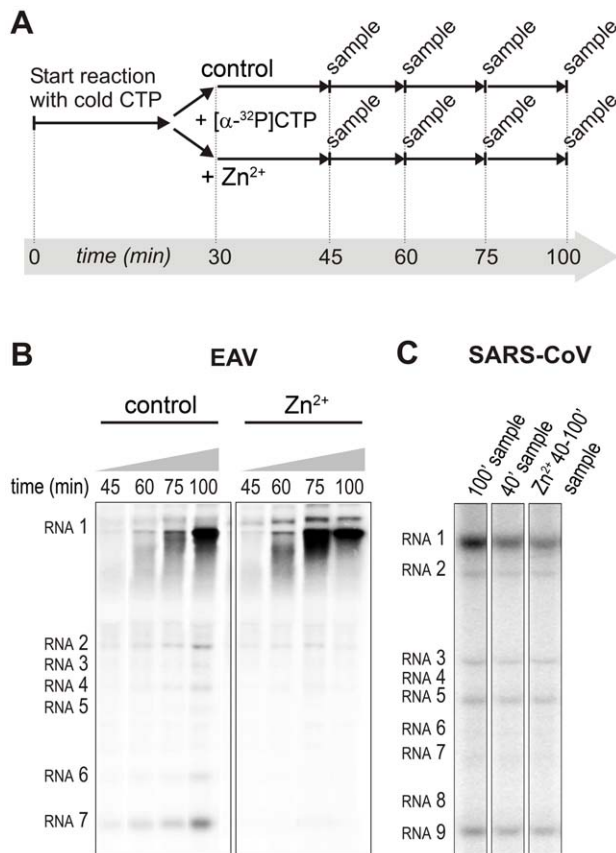 A
Start reaction
with cold CTP
control
+ [α-³²P]CTP
+ Zn²⁺
sample sample sample sample
sample sample sample sample
0 time (min) 30 45 60 75 100
B EAV
control Zn²⁺
time (min) 45 60 75 100 45 60 75 100
RNA 1
RNA 2
RNA 3
RNA 4
RNA 5
RNA 6
RNA 7
C SARS-CoV
100' sample
40' sample
Zn²⁺ 40-100'
sample
RNA 1
RNA 2
RNA 3
RNA 4
RNA 5
RNA 6
RNA 7
RNA 8
RNA 9